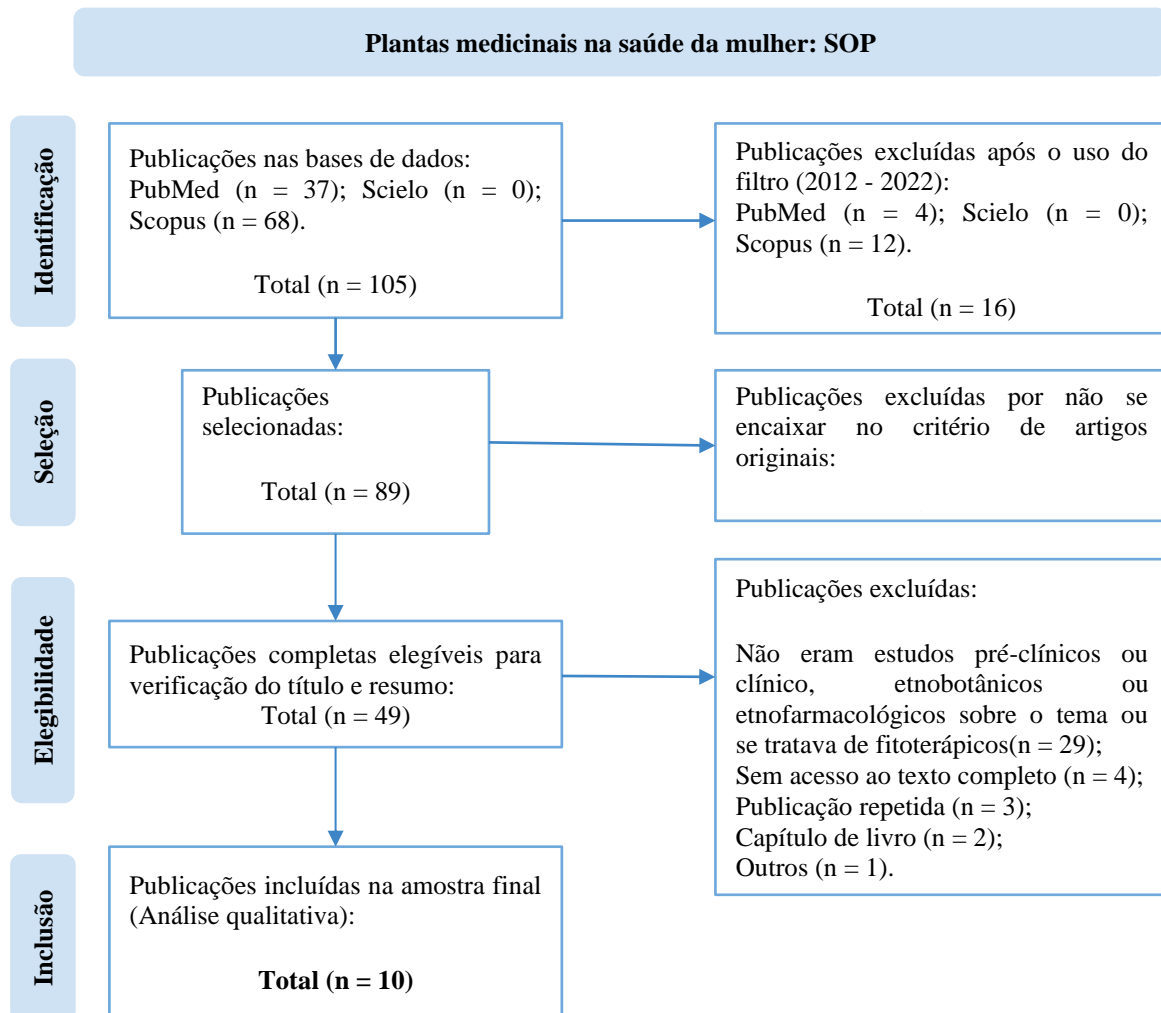 Plantas medicinais na saúde da mulher: SOP
Identificação
Publicações nas bases de dados:
PubMed (n = 37); Scielo (n = 0);
Scopus (n = 68).
Total (n = 105)
Publicações excluídas após o uso do
filtro (2012 - 2022):
PubMed (n = 4); Scielo (n = 0);
Scopus (n = 12).
Total (n = 16)
Seleção
Publicações
selecionadas:
Total (n = 89)
Publicações excluídas por não se
encaixar no critério de artigos
originais:
Elegibilidade
Publicações completas elegíveis para
verificação do título e resumo:
Total (n = 49)
Publicações excluídas:
Não eram estudos pré-clínicos ou
clínico, etnobotânicos ou
etnofarmacológicos sobre o tema ou
se tratava de fitoterápicos(n = 29);
Sem acesso ao texto completo (n = 4);
Publicação repetida (n = 3);
Capítulo de livro (n = 2);
Outros (n = 1).
Inclusão
Publicações incluídas na amostra final
(Análise qualitativa):
Total (n = 10)